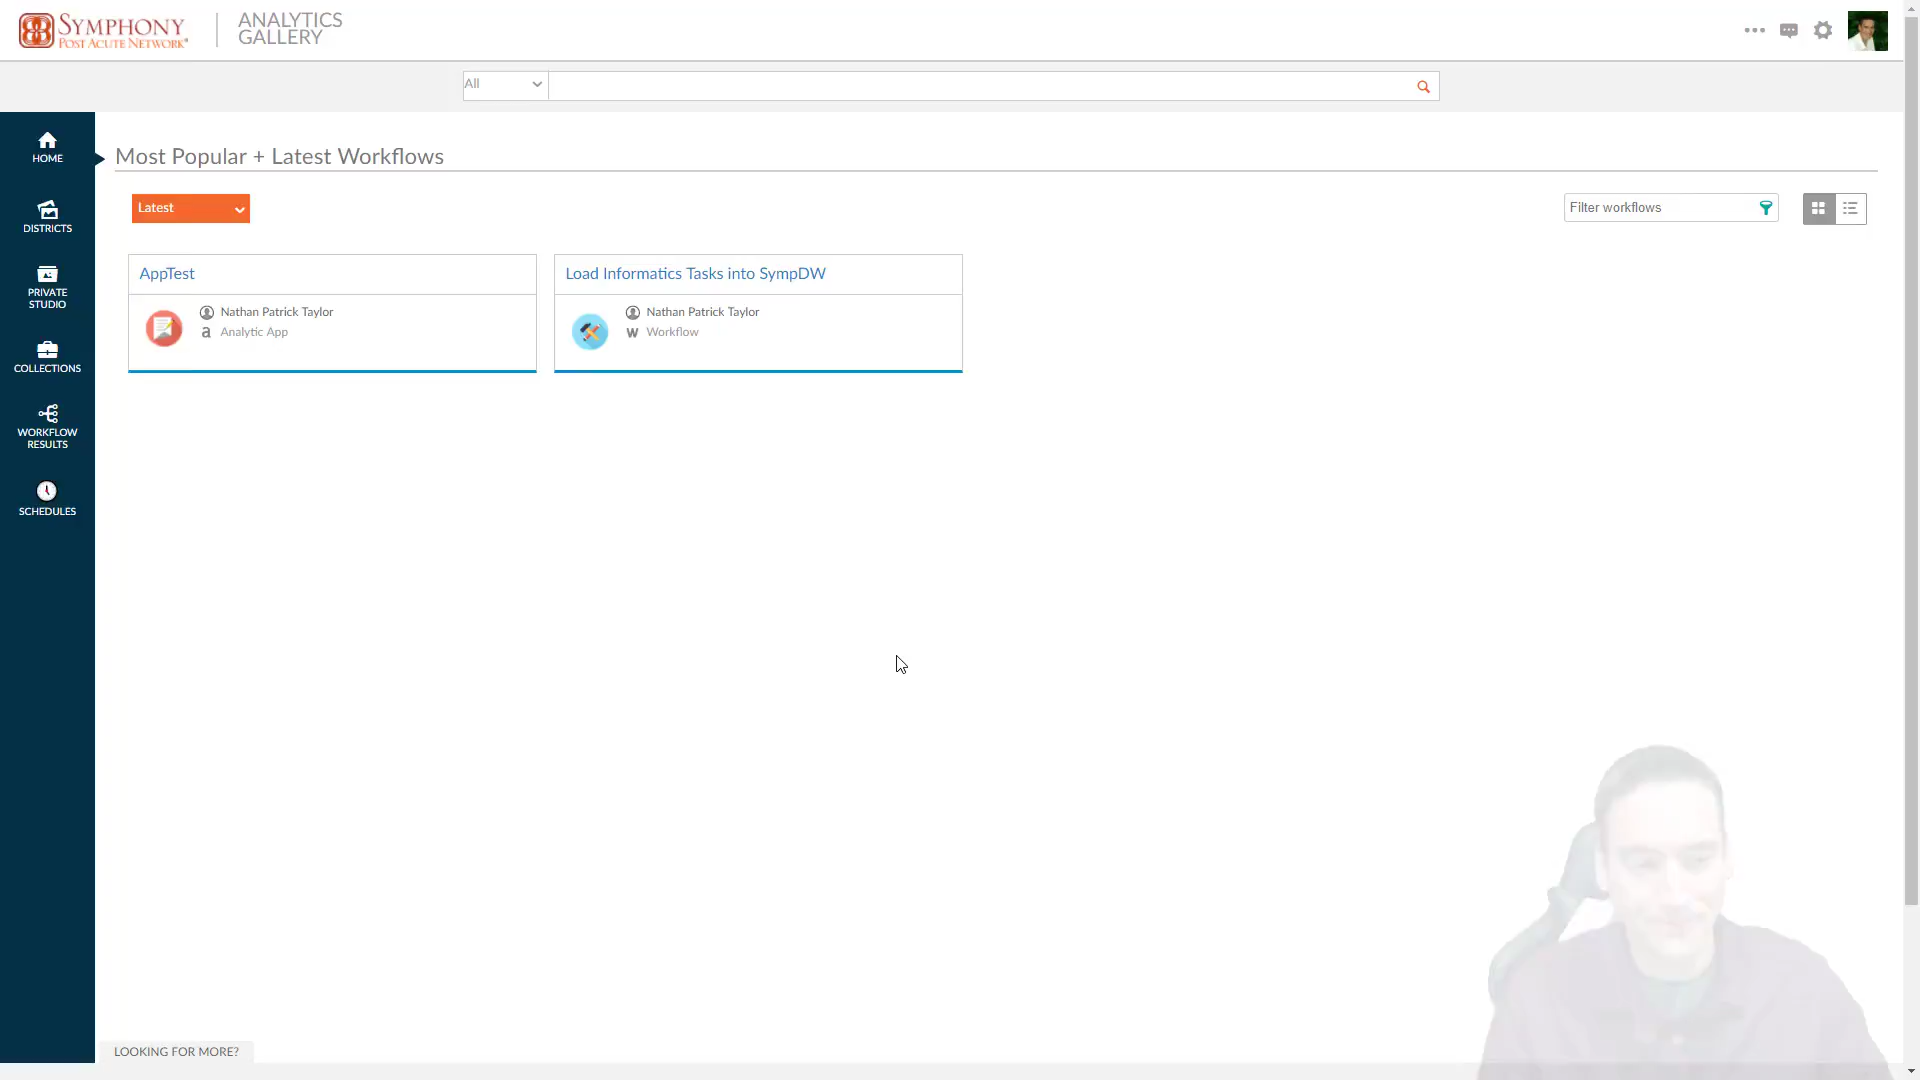 SYMPHONY
POST ACUTE NETWORK
ANALYTICS
GALLERY
All
HOME
DISTRICTS
PRIVATE
STUDIO
COLLECTIONS
WORKFLOW
RESULTS
SCHEDULES
Most Popular + Latest Workflows
Latest
Filter workflows
AppTest
Nathan Patrick Taylor
a Analytic App
Load Informatics Tasks into SympDW
Nathan Patrick Taylor
w Workflow
LOOKING FOR MORE?